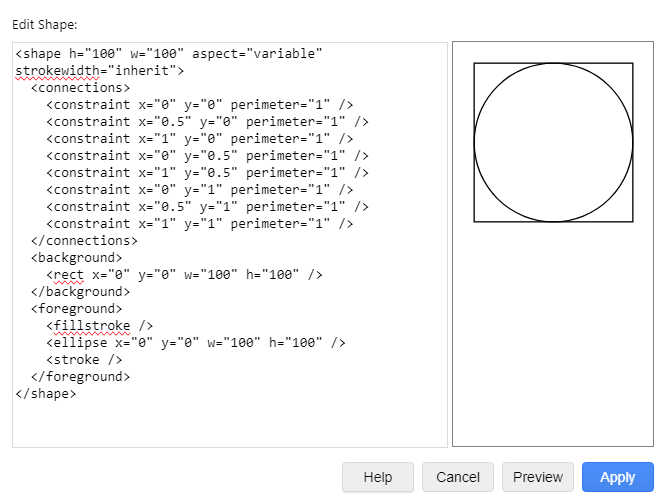 Edit Shape:
<shape h="100" w="100" aspect="variable"
strokewidth="inherit">
  <connections>
    <constraint x="0" y="0" perimeter="1" />
    <constraint x="0.5" y="0" perimeter="1" />
    <constraint x="1" y="0" perimeter="1" />
    <constraint x="0" y="0.5" perimeter="1" />
    <constraint x="1" y="0.5" perimeter="1" />
    <constraint x="0" y="1" perimeter="1" />
    <constraint x="0.5" y="1" perimeter="1" />
    <constraint x="1" y="1" perimeter="1" />
  </connections>
  <background>
    <rect x="0" y="0" w="100" h="100" />
  </background>
  <foreground>
    <fillstroke />
    <ellipse x="0" y="0" w="100" h="100" />
    <stroke />
  </foreground>
</shape>
Help Cancel Preview Apply